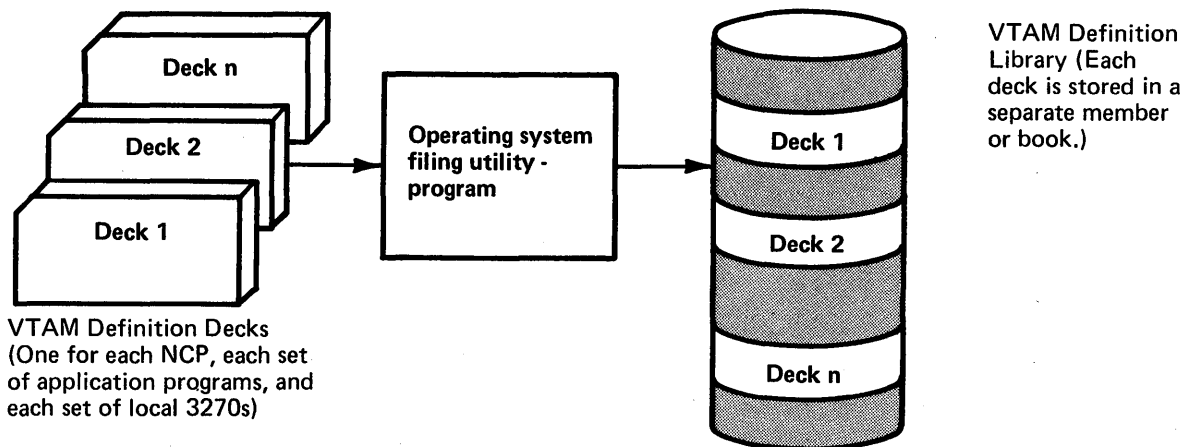 Deck n
Deck 2
Deck 1
VTAM Definition Decks
(One for each NCP, each set
of application programs, and
each set of local 3270s)
Operating system
filing utility -
program
Deck 1
Deck 2
Deck n
VTAM Definition
Library (Each
deck is stored in a
separate member
or book.)